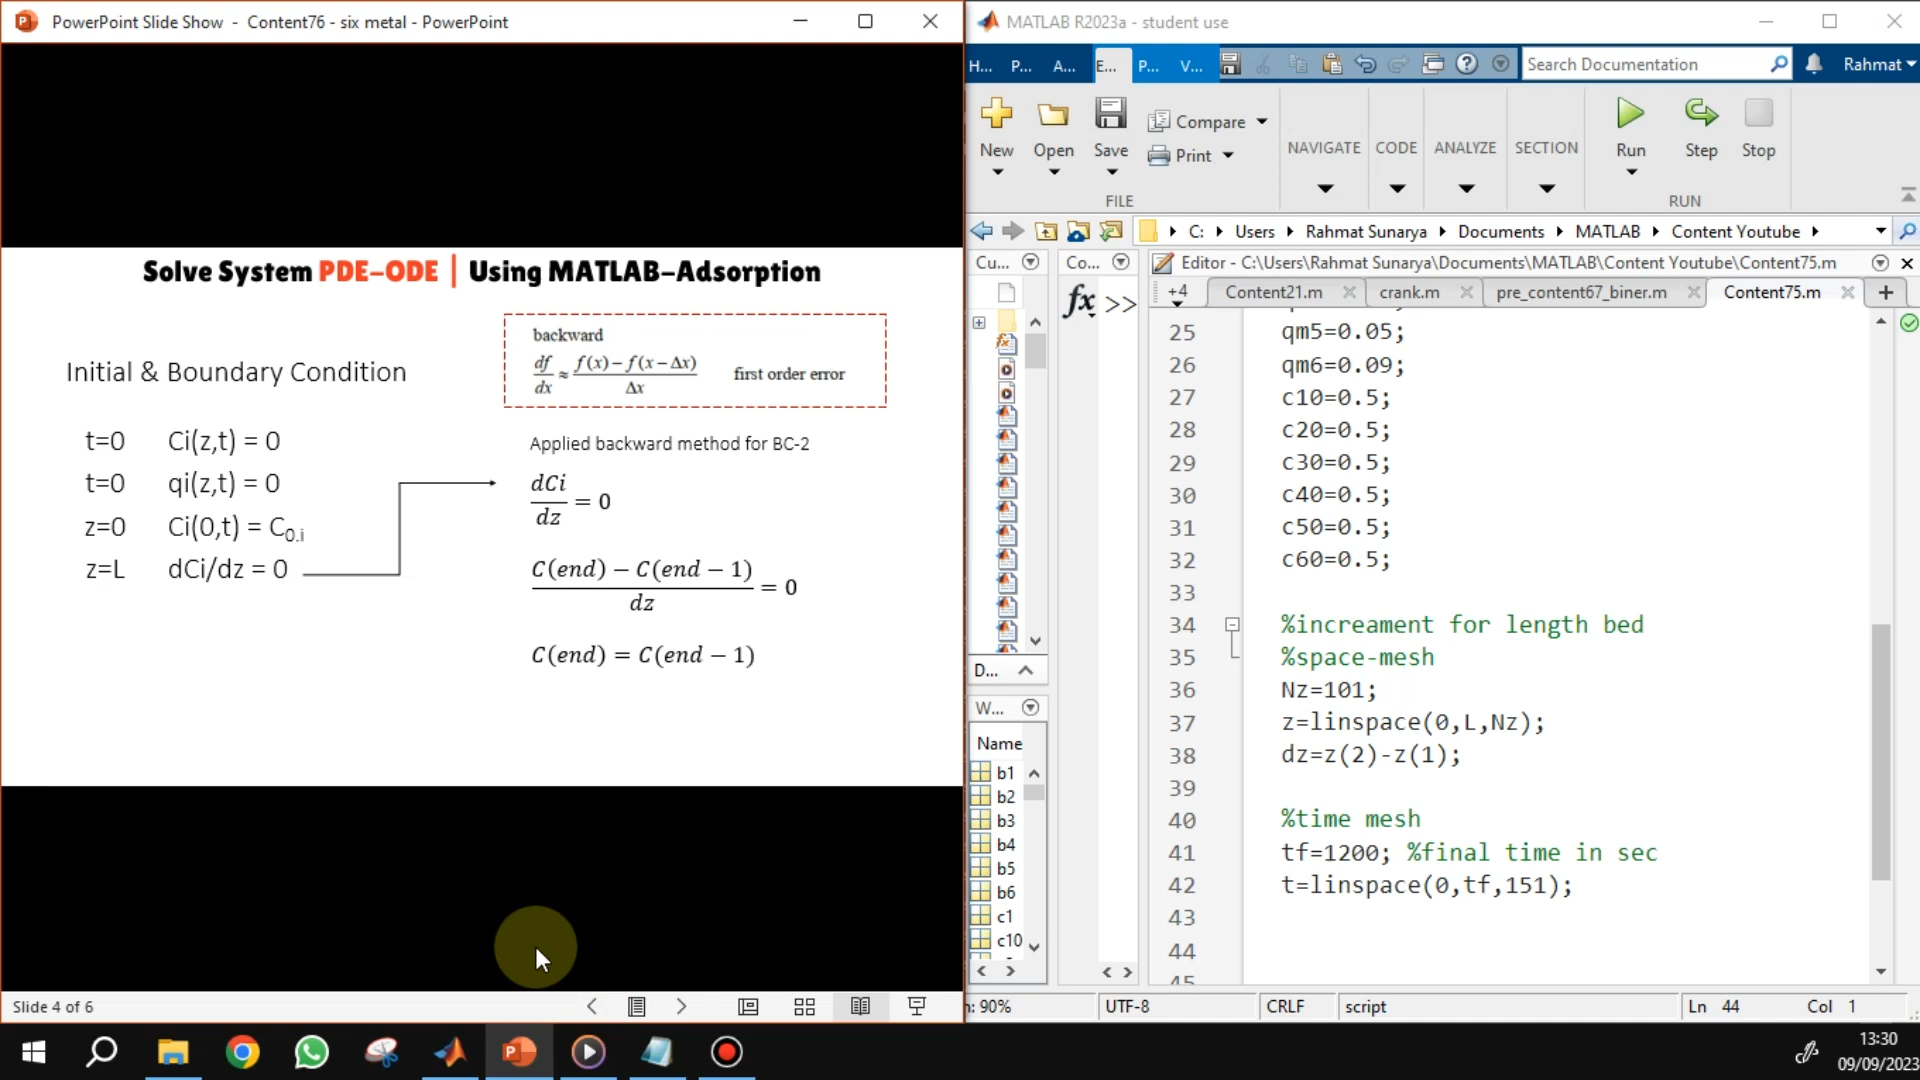 PowerPoint Slide Show - Content76 - six metal - PowerPoint
Solve System PDE-ODE | Using MATLAB-Adsorption
Initial & Boundary Condition
t=0 Ci(z,t) = 0
t=0 qi(z,t) = 0
z=0 Ci(0,t) = C0.i
z=L dCi/dz = 0
backward
df/dx ≈ f(x)−f(x−Δx)/Δx first order error
Applied backward method for BC-2
dCi/dz = 0
C(end) − C(end − 1)/dz = 0
C(end) = C(end − 1)
Slide 4 of 6
MATLAB R2023a - student use
H... P... A... E... P... V...
Search Documentation
Rahmat
New Open Save Compare Print
FILE
NAVIGATE CODE ANALYZE SECTION
Run Step Stop
RUN
C: Users Rahmat Sunarya Documents MATLAB Content Youtube
Cu... Co... Editor - C:\Users\Rahmat Sunarya\Documents\MATLAB\Content Youtube\Content75.m
+4 Content21.m crank.m pre_content67_biner.m Content75.m
fx >>
25 qm5=0.05;
26 qm6=0.09;
27 c10=0.5;
28 c20=0.5;
29 c30=0.5;
30 c40=0.5;
31 c50=0.5;
32 c60=0.5;
33
34 %increament for length bed
35 %space-mesh
36 Nz=101;
37 z=linspace(0,L,Nz);
38 dz=z(2)-z(1);
39
40 %time mesh
41 tf=1200; %final time in sec
42 t=linspace(0,tf,151);
43
44
45
D...
W...
Name
b1
b2
b3
b4
b5
b6
c1
c10
90% UTF-8 CRLF script Ln 44 Col 1
13:30
09/09/2023